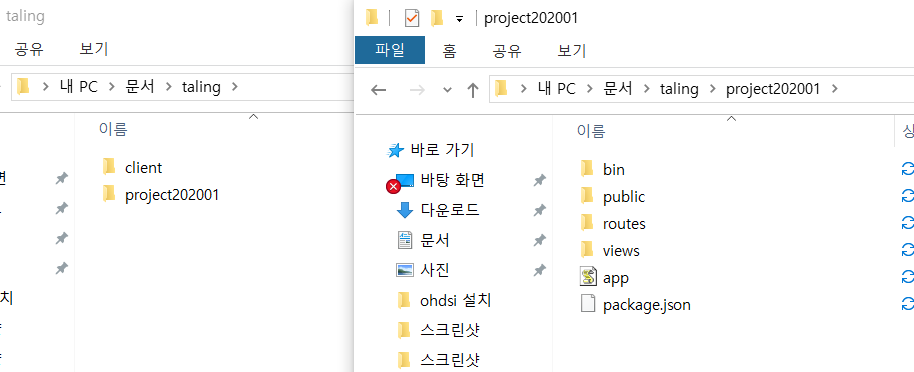 taling
공유 보기
내 PC 문서 taling
이름
client
project202001
project202001
파일 홈 공유 보기
내 PC 문서 taling project202001
바로 가기
바탕 화면
다운로드
문서
사진
ohdsi 설치
스크린샷
스크린샷
이름
bin
public
routes
views
app
package.json